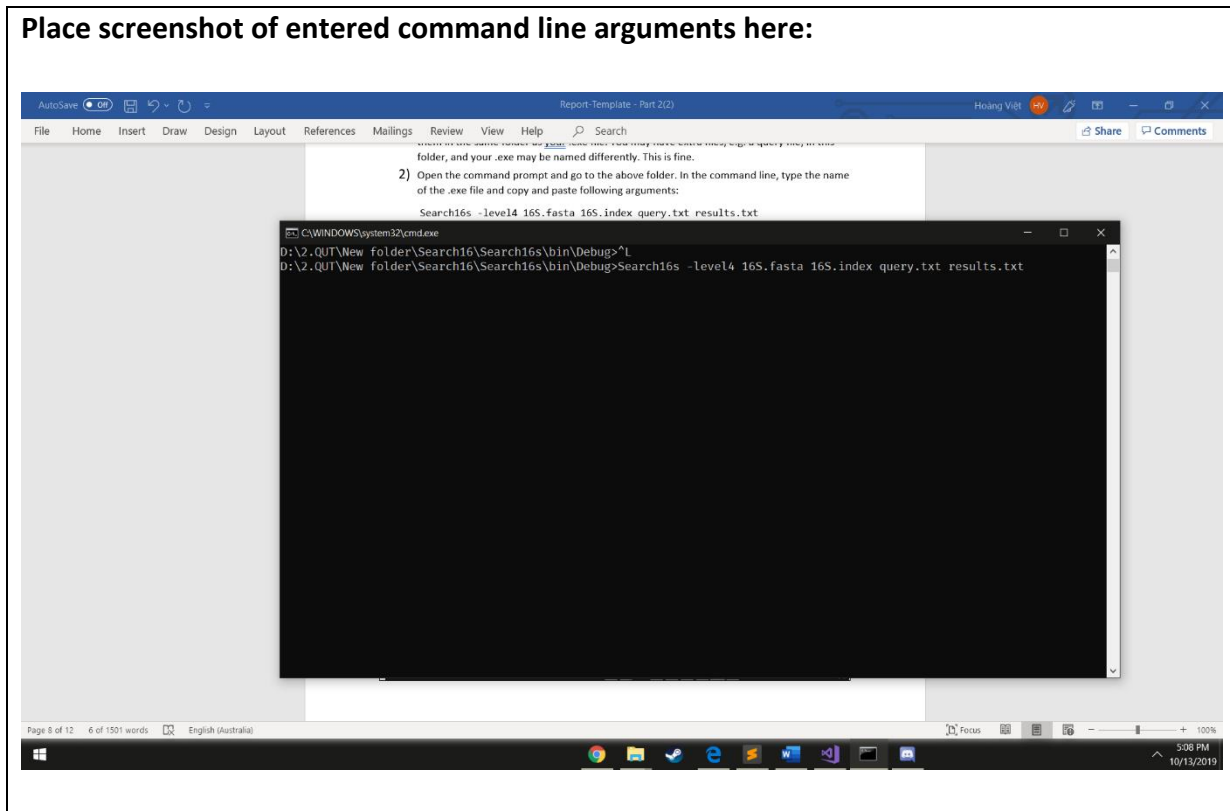 Place screenshot of entered command line arguments here:
AutoSave Off
Report-Template - Part 2(2)
Hoàng Việt HV
File Home Insert Draw Design Layout References Mailings Review View Help Search Share Comments
folder, and your .exe may be named differently. This is fine.
2) Open the command prompt and go to the above folder. In the command line, type the name
of the .exe file and copy and paste following arguments:
Search16s -level4 16S.fasta 16S.index query.txt results.txt
C:\WINDOWS\system32\cmd.exe
D:\2.QUT\New folder\Search16\Search16s\bin\Debug>^L
D:\2.QUT\New folder\Search16\Search16s\bin\Debug>Search16s -level4 16S.fasta 16S.index query.txt results.txt
Page 8 of 12 6 of 1501 words English (Australia) Focus 100%
5:08 PM
10/13/2019